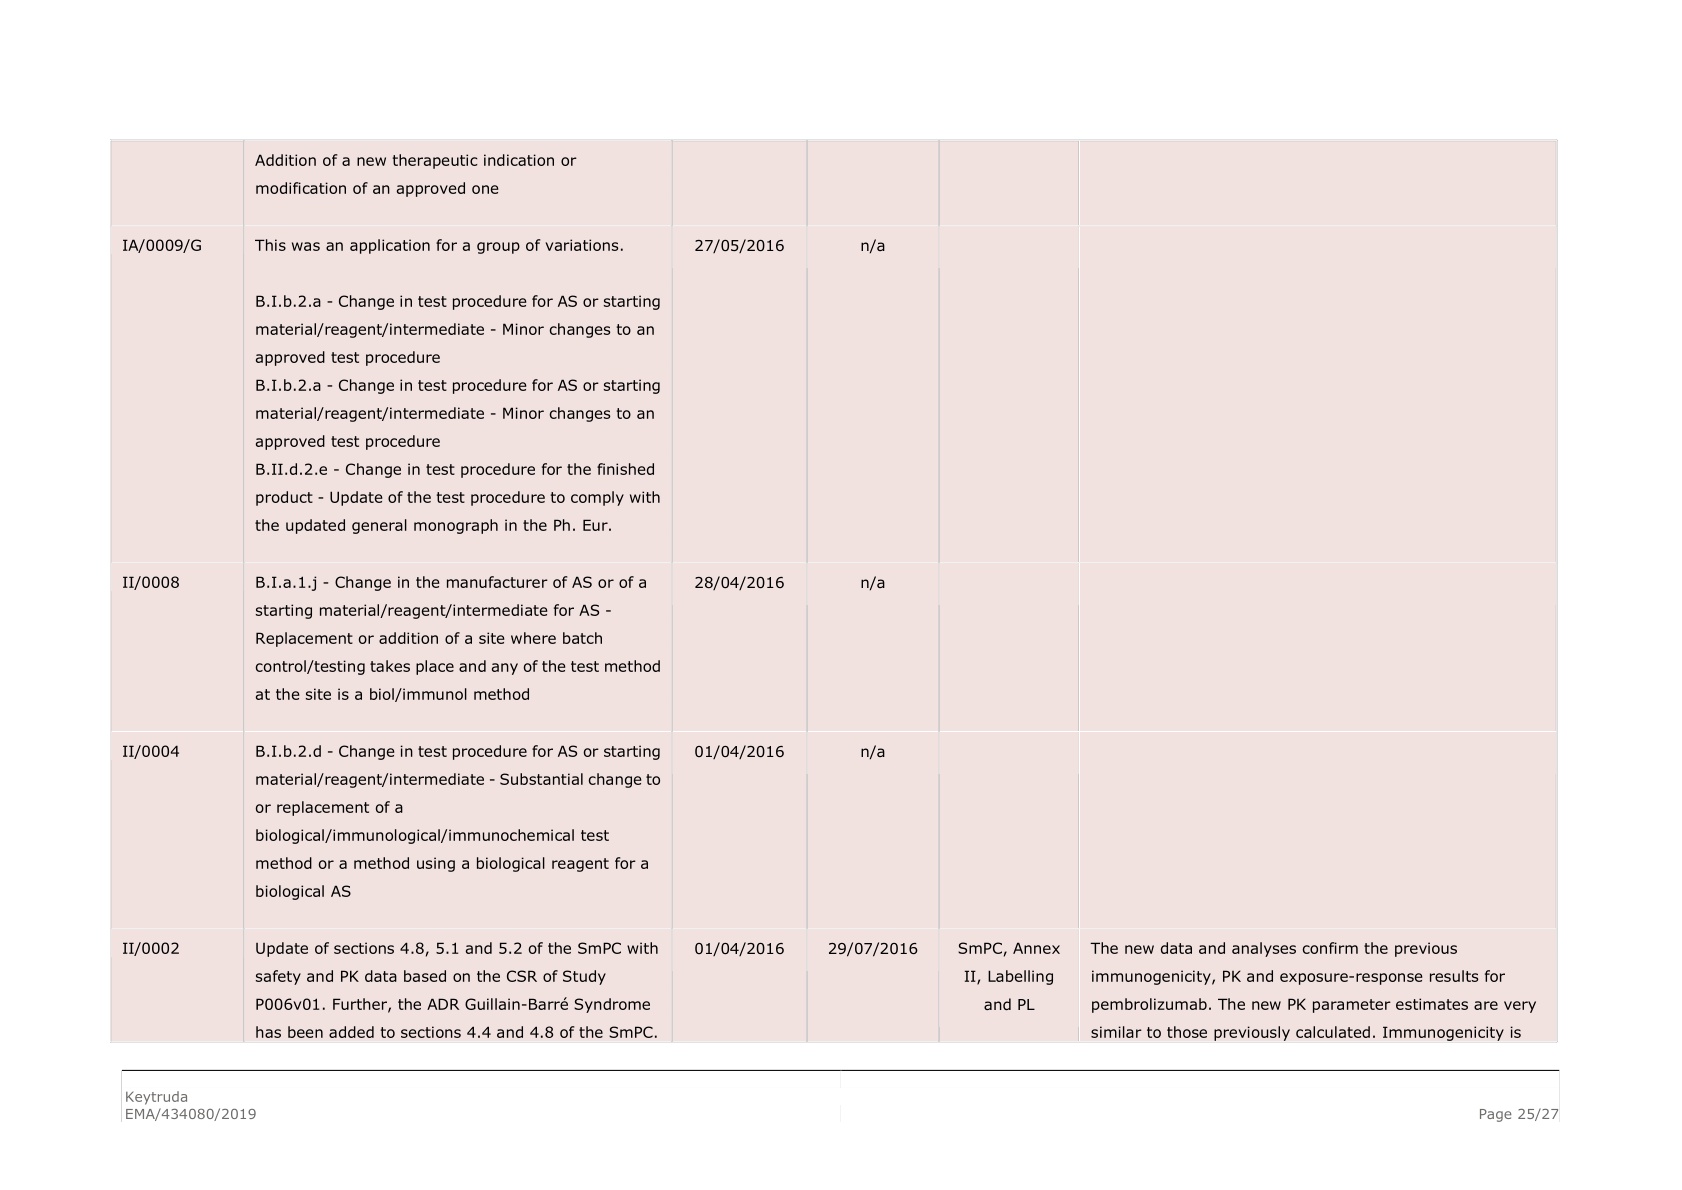 Addition of a new therapeutic indication or
modification of an approved one
IA/0009/G
This was an application for a group of variations.
27/05/2016
n/a
B.I.b.2.a - Change in test procedure for AS or starting
material/reagent/intermediate - Minor changes to an
approved test procedure
B.I.b.2.a - Change in test procedure for AS or starting
material/reagent/intermediate - Minor changes to an
approved test procedure
B.II.d.2.e - Change in test procedure for the finished
product - Update of the test procedure to comply with
the updated general monograph in the Ph. Eur.
II/0008
B.I.a.1.j - Change in the manufacturer of AS or of a
starting material/reagent/intermediate for AS -
Replacement or addition of a site where batch
control/testing takes place and any of the test method
at the site is a biol/immunol method
28/04/2016
n/a
II/0004
B.I.b.2.d - Change in test procedure for AS or starting
material/reagent/intermediate - Substantial change to
or replacement of a
biological/immunological/immunochemical test
method or a method using a biological reagent for a
biological AS
01/04/2016
n/a
II/0002
Update of sections 4.8, 5.1 and 5.2 of the SmPC with
safety and PK data based on the CSR of Study
P006v01. Further, the ADR Guillain-Barré Syndrome
has been added to sections 4.4 and 4.8 of the SmPC.
01/04/2016
29/07/2016
SmPC, Annex
II, Labelling
and PL
The new data and analyses confirm the previous
immunogenicity, PK and exposure-response results for
pembrolizumab. The new PK parameter estimates are very
similar to those previously calculated. Immunogenicity is
Keytruda
EMA/434080/2019
Page 25/27